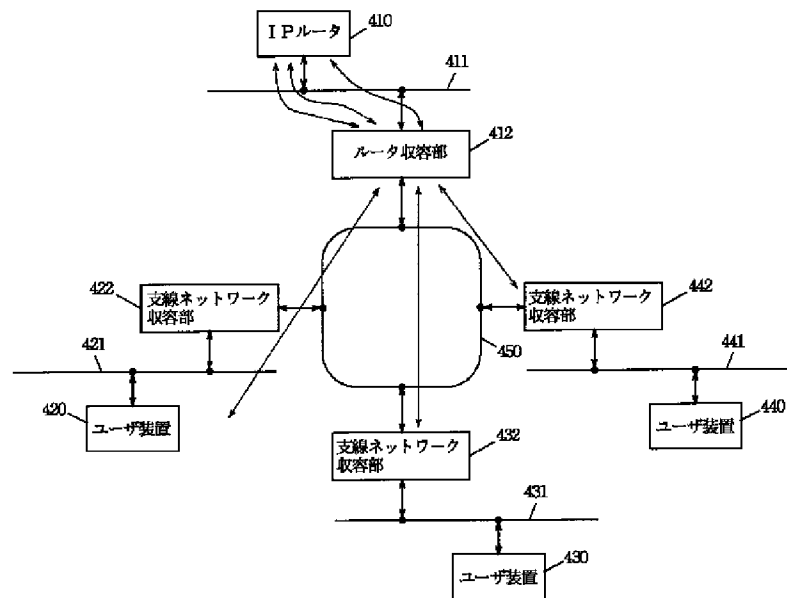 IPルータ
410
411
ルータ収容部
412
422
支線ネットワーク
収容部
支線ネットワーク
収容部
442
421
450
441
420
ユーザ装置
支線ネットワーク
収容部
432
ユーザ装置
440
431
ユーザ装置
430